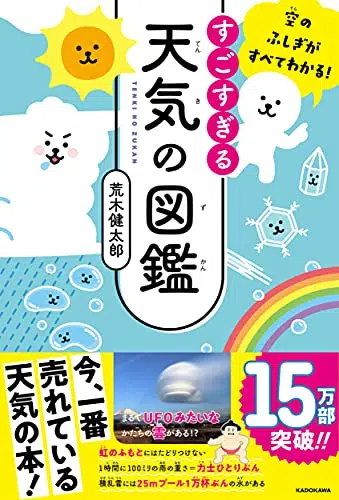 空のふしぎがすべてわかる！
すごすぎる
天気の図鑑
てんき
ずかん
TENKI NO ZUKAN
荒木健太郎
今、一番
売れている
天気の本！
まるでUFOみたいな
かたちの雲がある!?
15万部
突破!!
虹のふもとにはたどりつけない
1時間に100ミリの雨の重さ＝力士ひとりぶん
積乱雲には25mプール1万杯ぶんの水がある
KADOKAWA